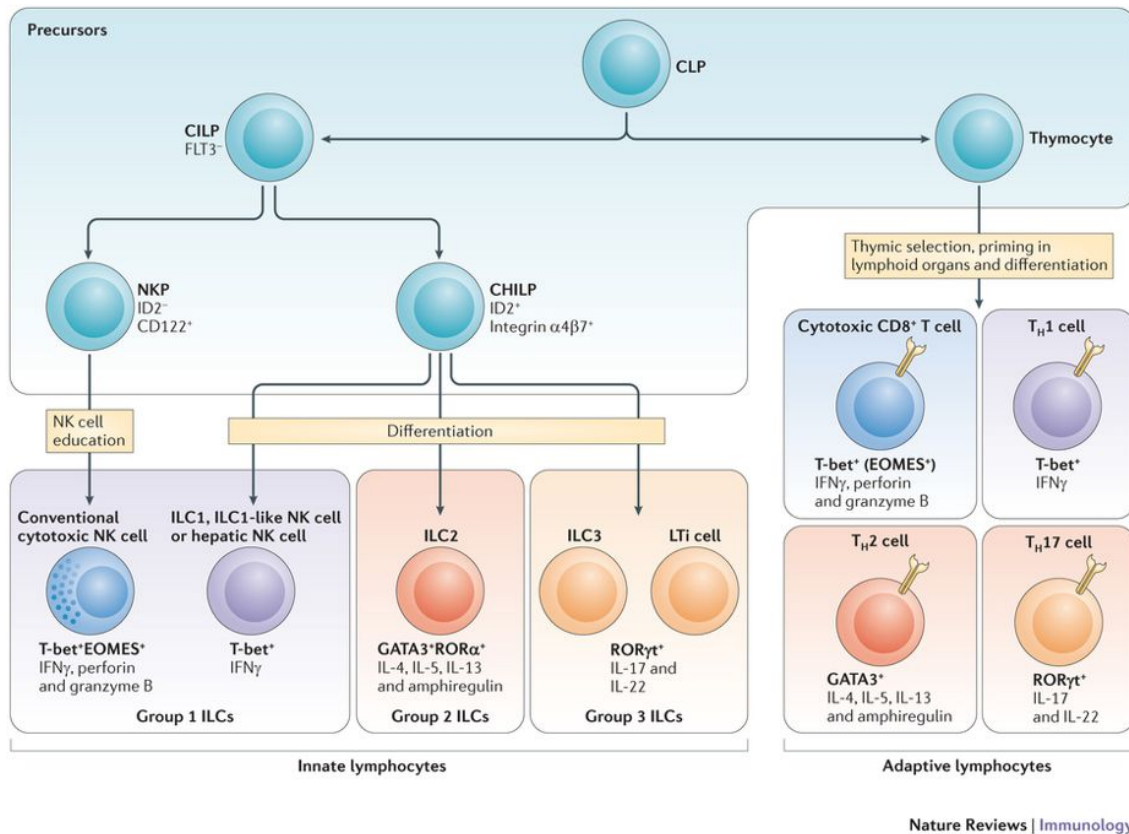 Precursors
CLP
CILP
FLT3⁻
Thymocyte
NKP
ID2⁻
CD122⁺
CHILP
ID2⁺
Integrin α4β7⁺
Thymic selection, priming in
lymphoid organs and differentiation
NK cell
education
Differentiation
Conventional
cytotoxic NK cell
T-bet⁺EOMES⁺
IFNγ, perforin
and granzyme B
ILC1, ILC1-like NK cell
or hepatic NK cell
T-bet⁺
IFNγ
Group 1 ILCs
ILC2
GATA3⁺RORα⁺
IL-4, IL-5, IL-13
and amphiregulin
Group 2 ILCs
ILC3
LTi cell
RORγt⁺
IL-17 and
IL-22
Group 3 ILCs
Innate lymphocytes
Cytotoxic CD8⁺ T cell
T-bet⁺ (EOMES⁺)
IFNγ, perforin
and granzyme B
T_H1 cell
T-bet⁺
IFNγ
T_H2 cell
GATA3⁺
IL-4, IL-5, IL-13
and amphiregulin
T_H17 cell
RORγt⁺
IL-17
and IL-22
Adaptive lymphocytes
Nature Reviews | Immunology